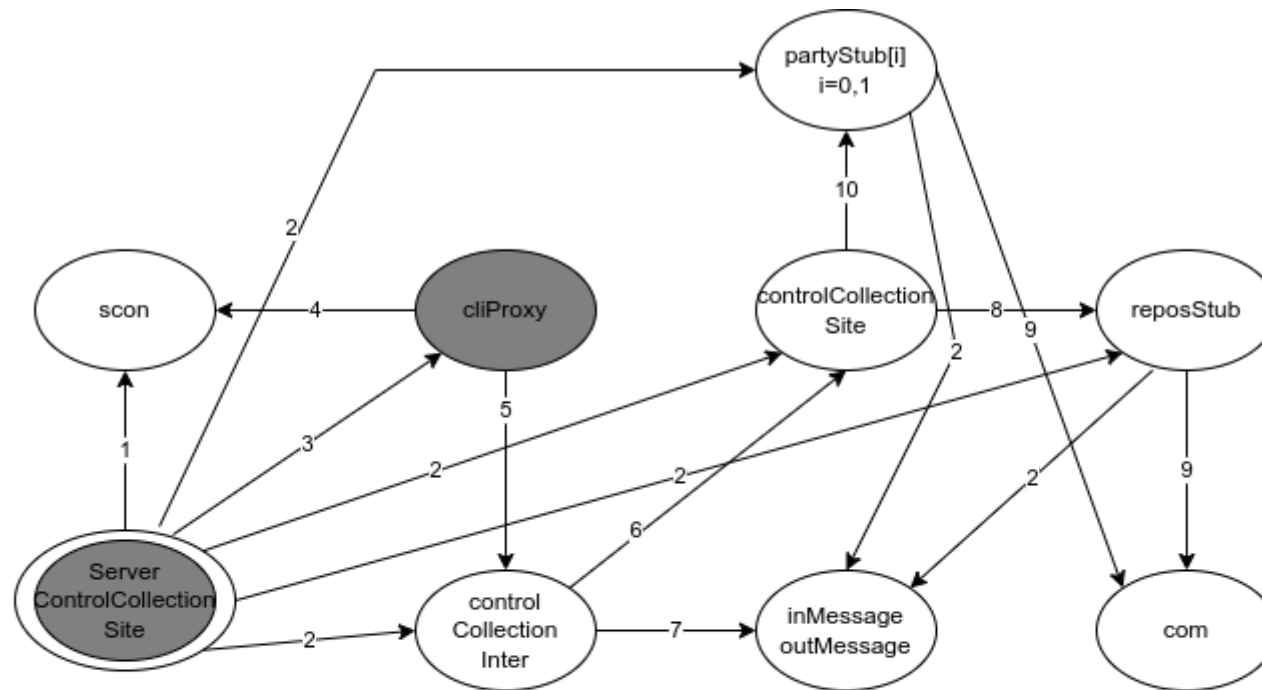 partyStub[i]
i=0,1
10
2
scon
4
cliProxy
controlCollection
Site
8
reposStub
9
2
5
3
1
2
2
2
9
6
Server
ControlCollection
Site
2
control
Collection
Inter
7
inMessage
outMessage
com